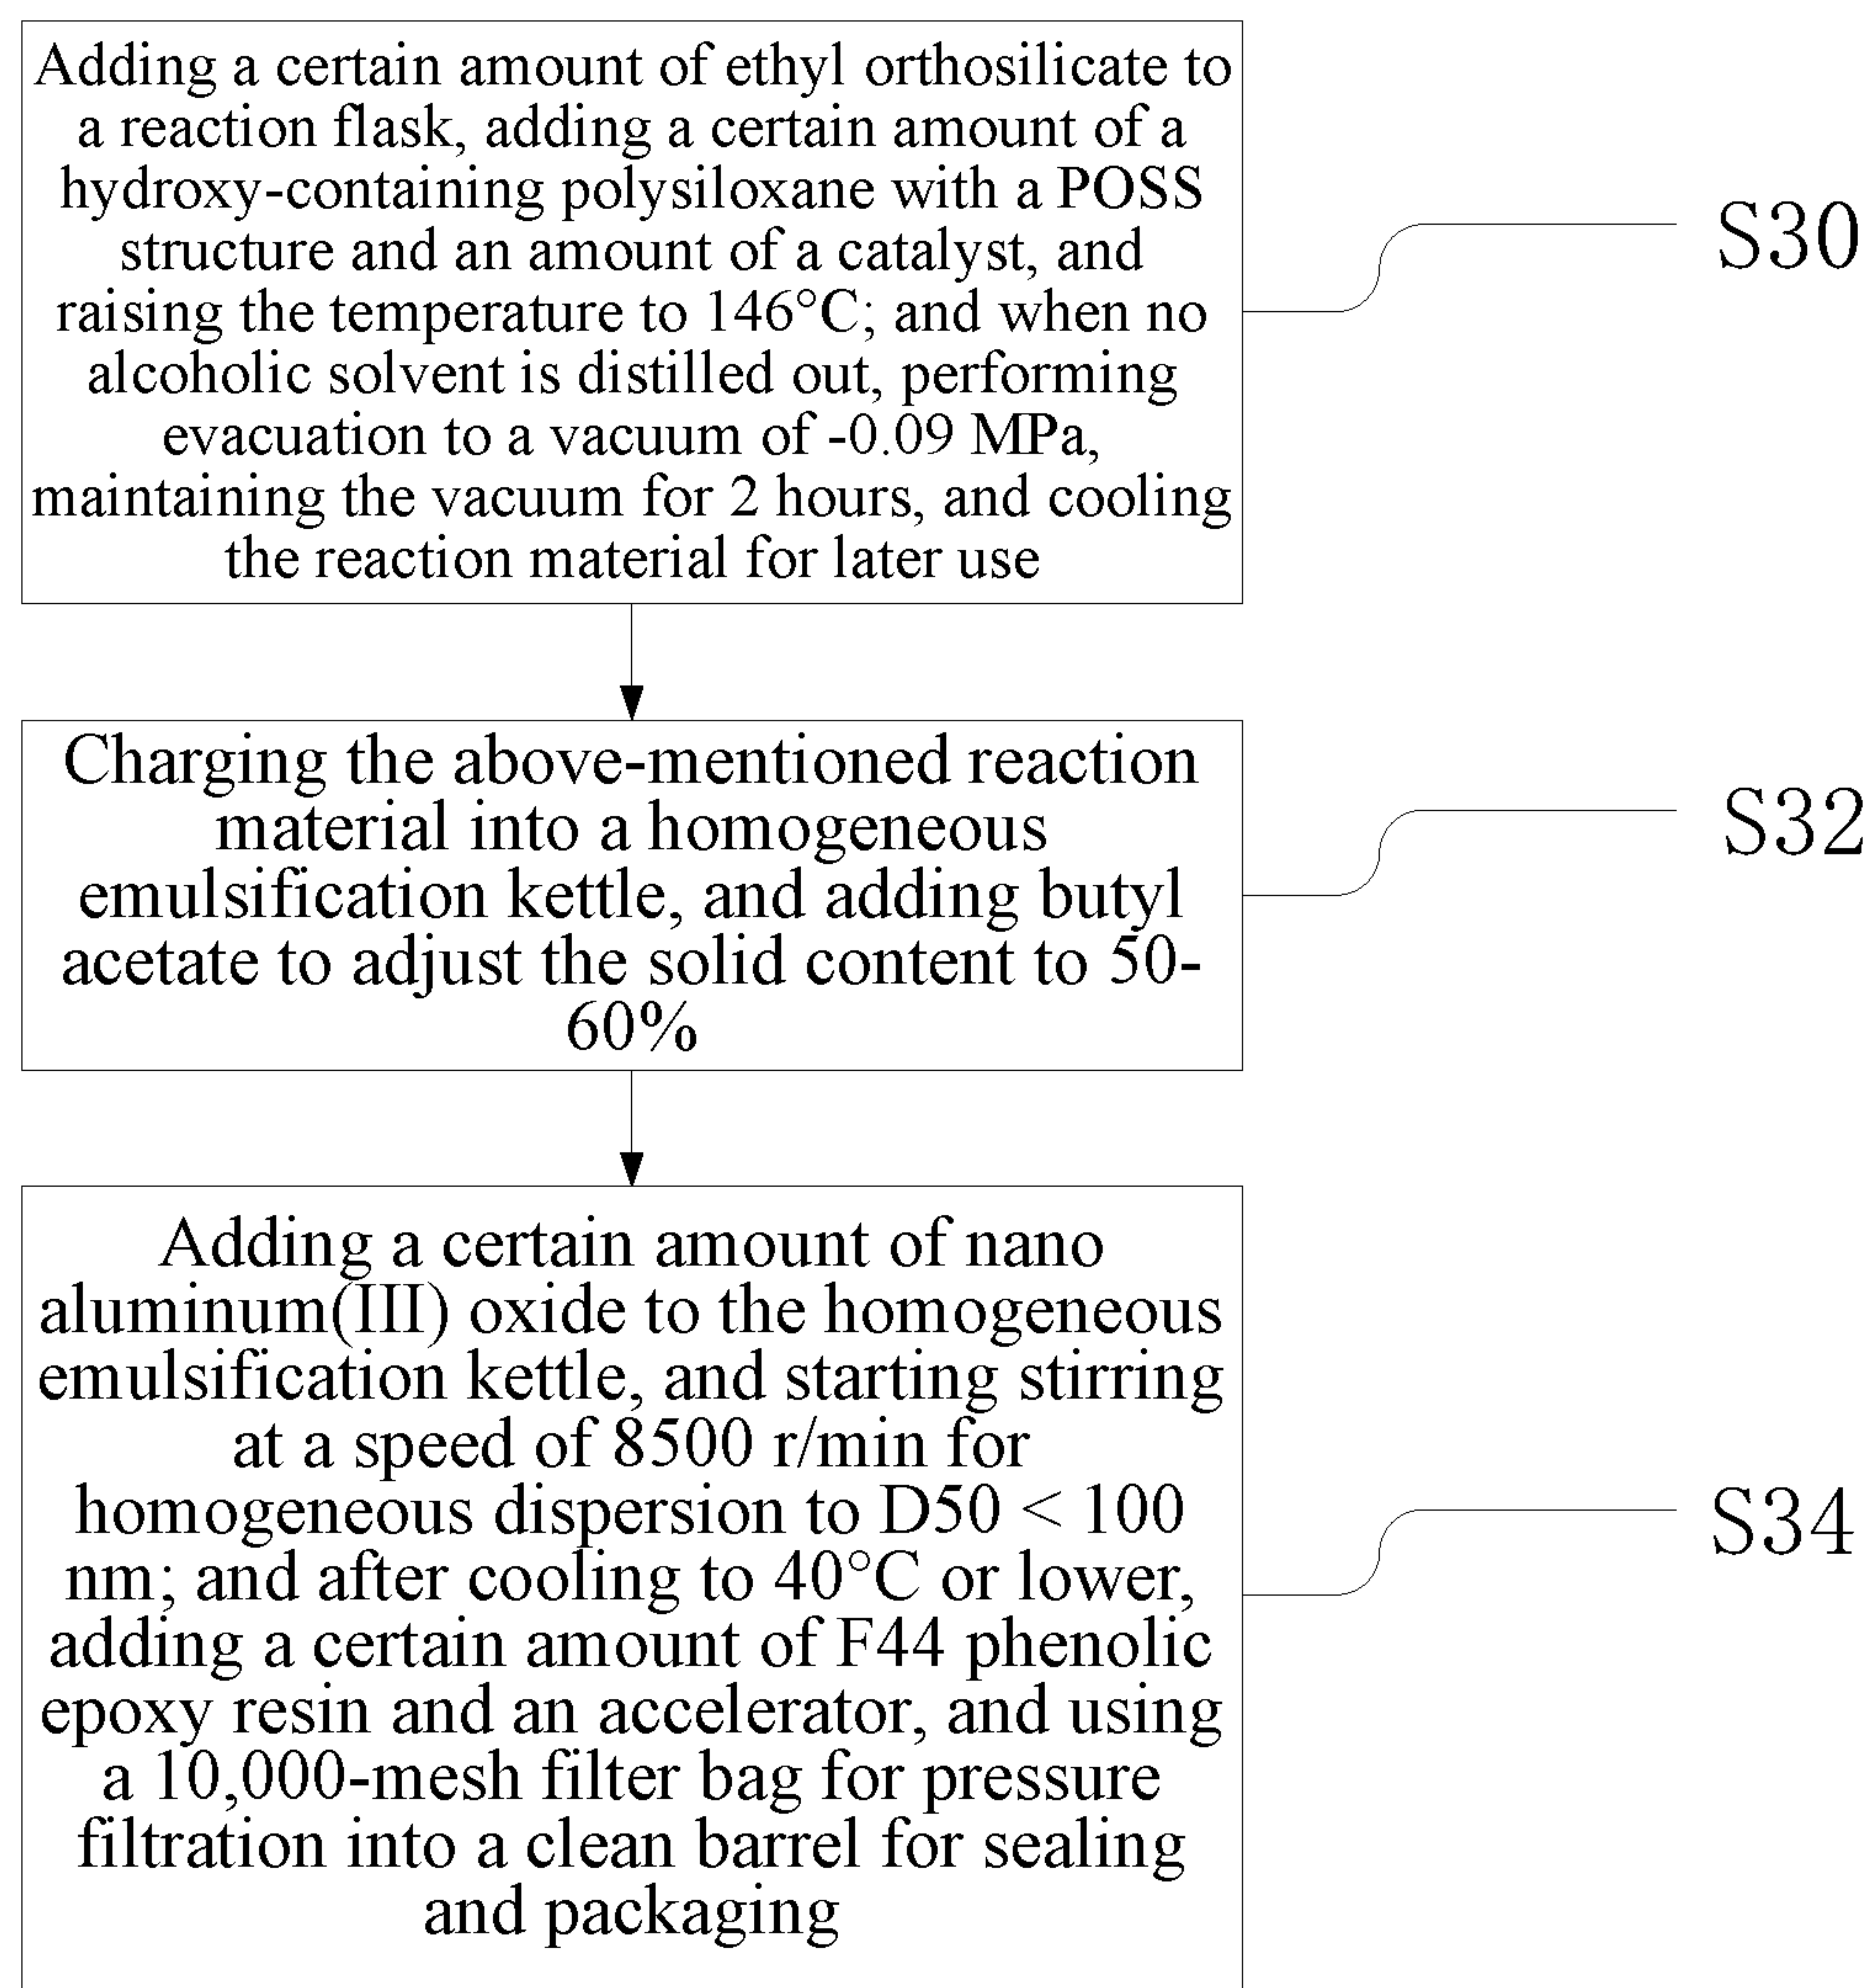 Adding a certain amount of ethyl orthosilicate to
a reaction flask, adding a certain amount of a
hydroxy-containing polysiloxane with a POSS
structure and an amount of a catalyst, and
raising the temperature to 146°C; and when no
alcoholic solvent is distilled out, performing
evacuation to a vacuum of -0.09 MPa,
maintaining the vacuum for 2 hours, and cooling
the reaction material for later use
S30
Charging the above-mentioned reaction
material into a homogeneous
emulsification kettle, and adding butyl
acetate to adjust the solid content to 50-
60%
S32
Adding a certain amount of nano
aluminum(III) oxide to the homogeneous
emulsification kettle, and starting stirring
at a speed of 8500 r/min for
homogeneous dispersion to D50 < 100
nm; and after cooling to 40°C or lower,
adding a certain amount of F44 phenolic
epoxy resin and an accelerator, and using
a 10,000-mesh filter bag for pressure
filtration into a clean barrel for sealing
and packaging
S34